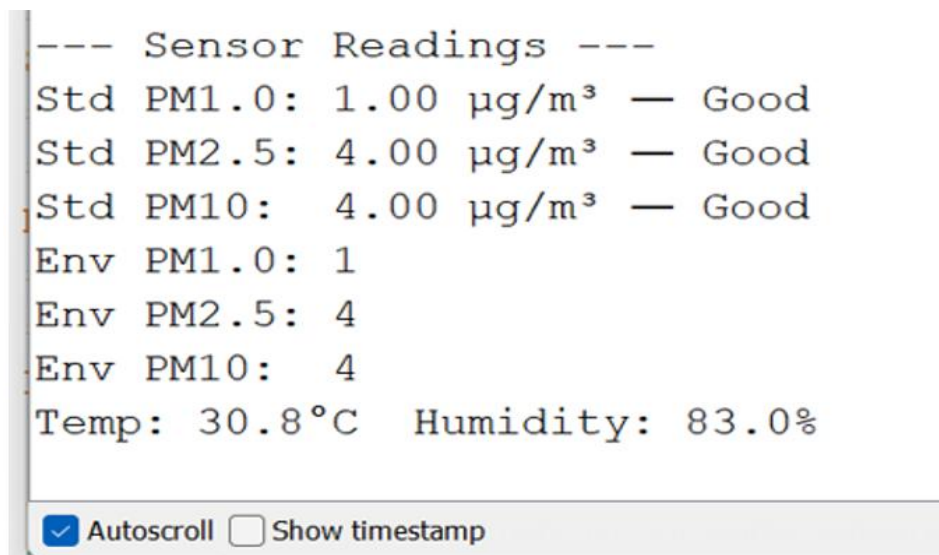 --- Sensor Readings ---
Std PM1.0: 1.00 µg/m³ — Good
Std PM2.5: 4.00 µg/m³ — Good
Std PM10:  4.00 µg/m³ — Good
Env PM1.0: 1
Env PM2.5: 4
Env PM10:  4
Temp: 30.8°C  Humidity: 83.0%
Autoscroll Show timestamp